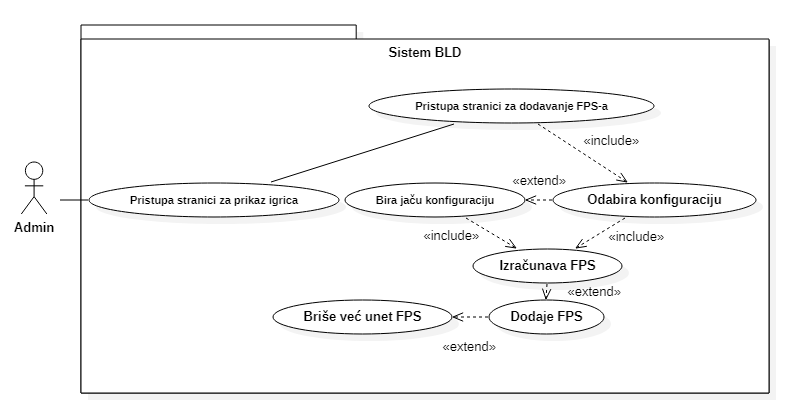 Sistem BLD
Pristupa stranici za dodavanje FPS-a
«include»
«extend»
Admin
Pristupa stranici za prikaz igrica
Bira jaču konfiguraciju
Odabira konfiguraciju
«include»
«include»
Izračunava FPS
«extend»
Briše već unet FPS
Dodaje FPS
«extend»